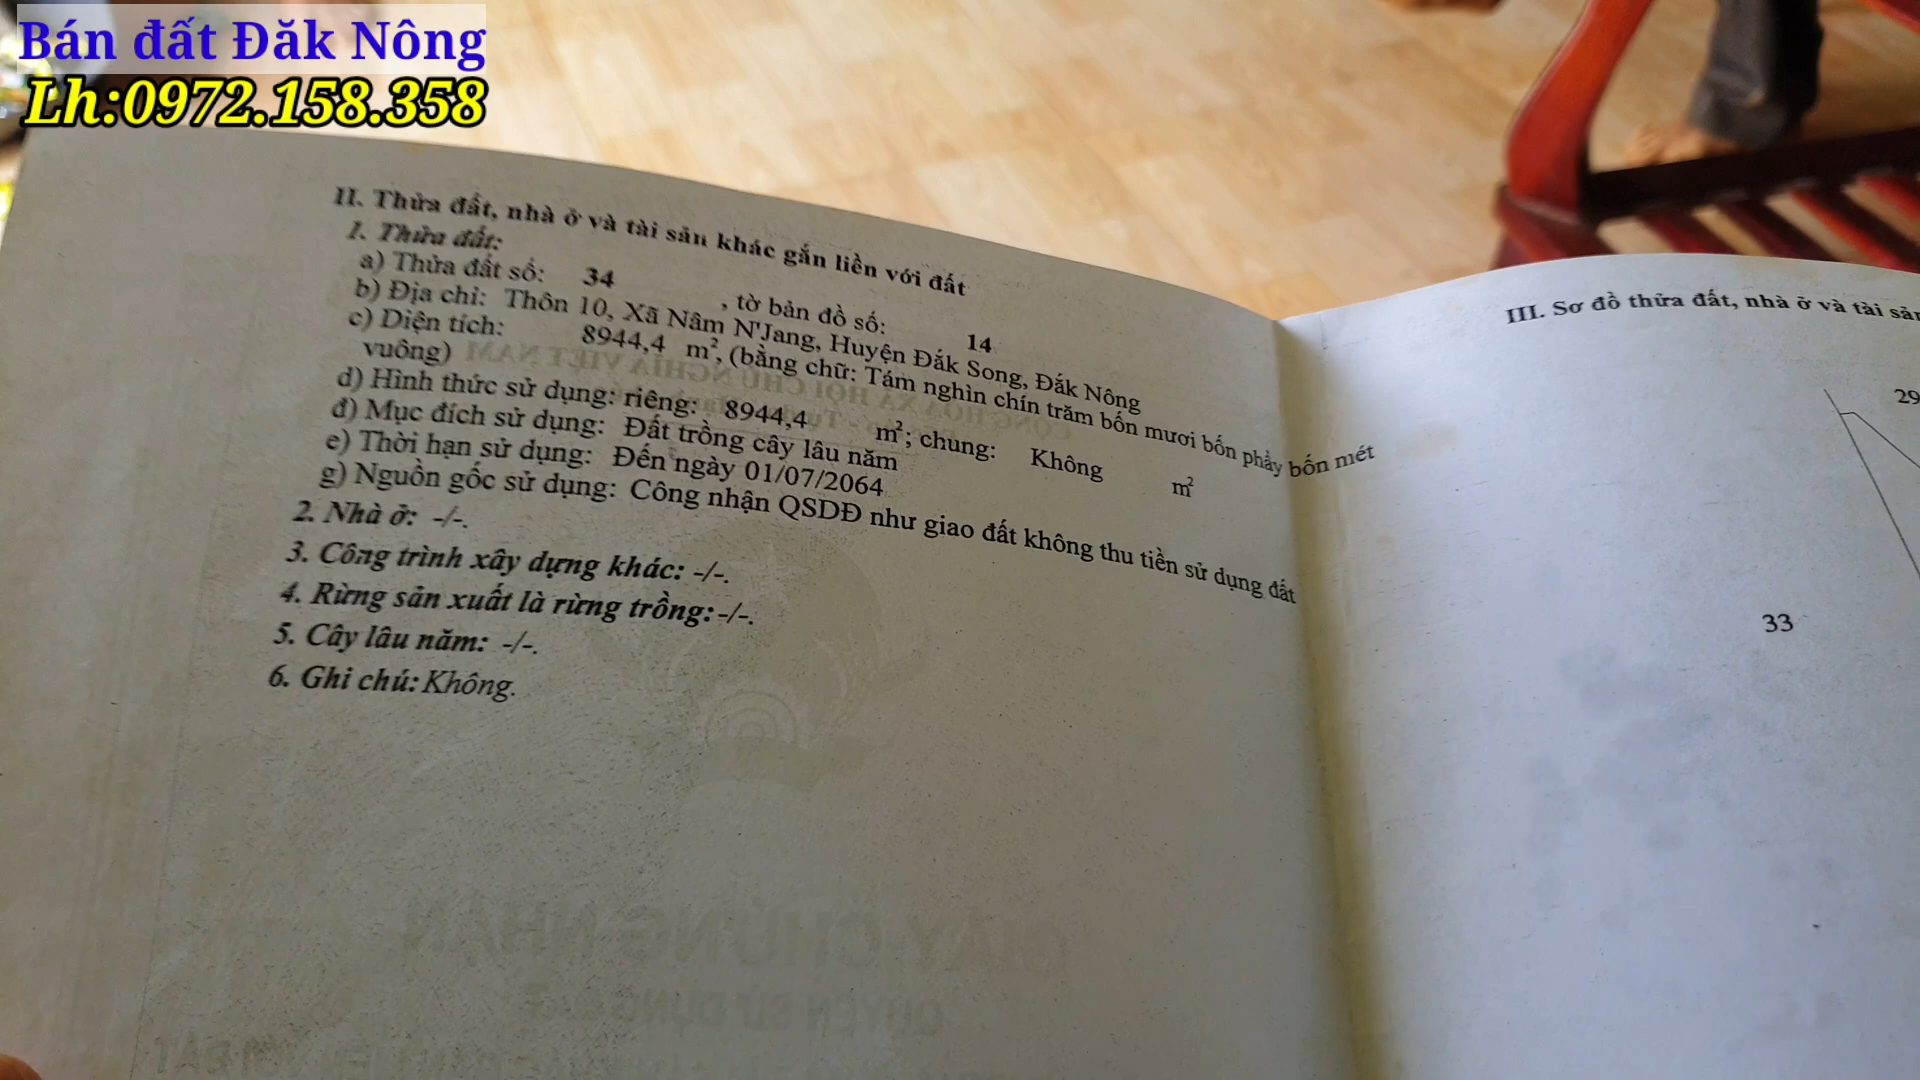 Bán đất Đăk Nông
Lh:0972.158.358
II. Thửa đất, nhà ở và tài sản khác gắn liền với đất
1. Thửa đất:
a) Thửa đất số: 34 , tờ bản đồ số: 14
b) Địa chỉ: Thôn 10, Xã Nâm N'Jang, Huyện Đắk Song, Đắk Nông
c) Diện tích: 8944,4 m², (bằng chữ: Tám nghìn chín trăm bốn mươi bốn phẩy bốn mét
vuông)
d) Hình thức sử dụng: riêng: 8944,4 m²; chung: Không m²
đ) Mục đích sử dụng: Đất trồng cây lâu năm
e) Thời hạn sử dụng: Đến ngày 01/07/2064
g) Nguồn gốc sử dụng: Công nhận QSDĐ như giao đất không thu tiền sử dụng đất
2. Nhà ở: -/-.
3. Công trình xây dựng khác: -/-.
4. Rừng sản xuất là rừng trồng: -/-.
5. Cây lâu năm: -/-.
6. Ghi chú: Không.
III. Sơ đồ thửa đất, nhà ở và tài sản
29
33